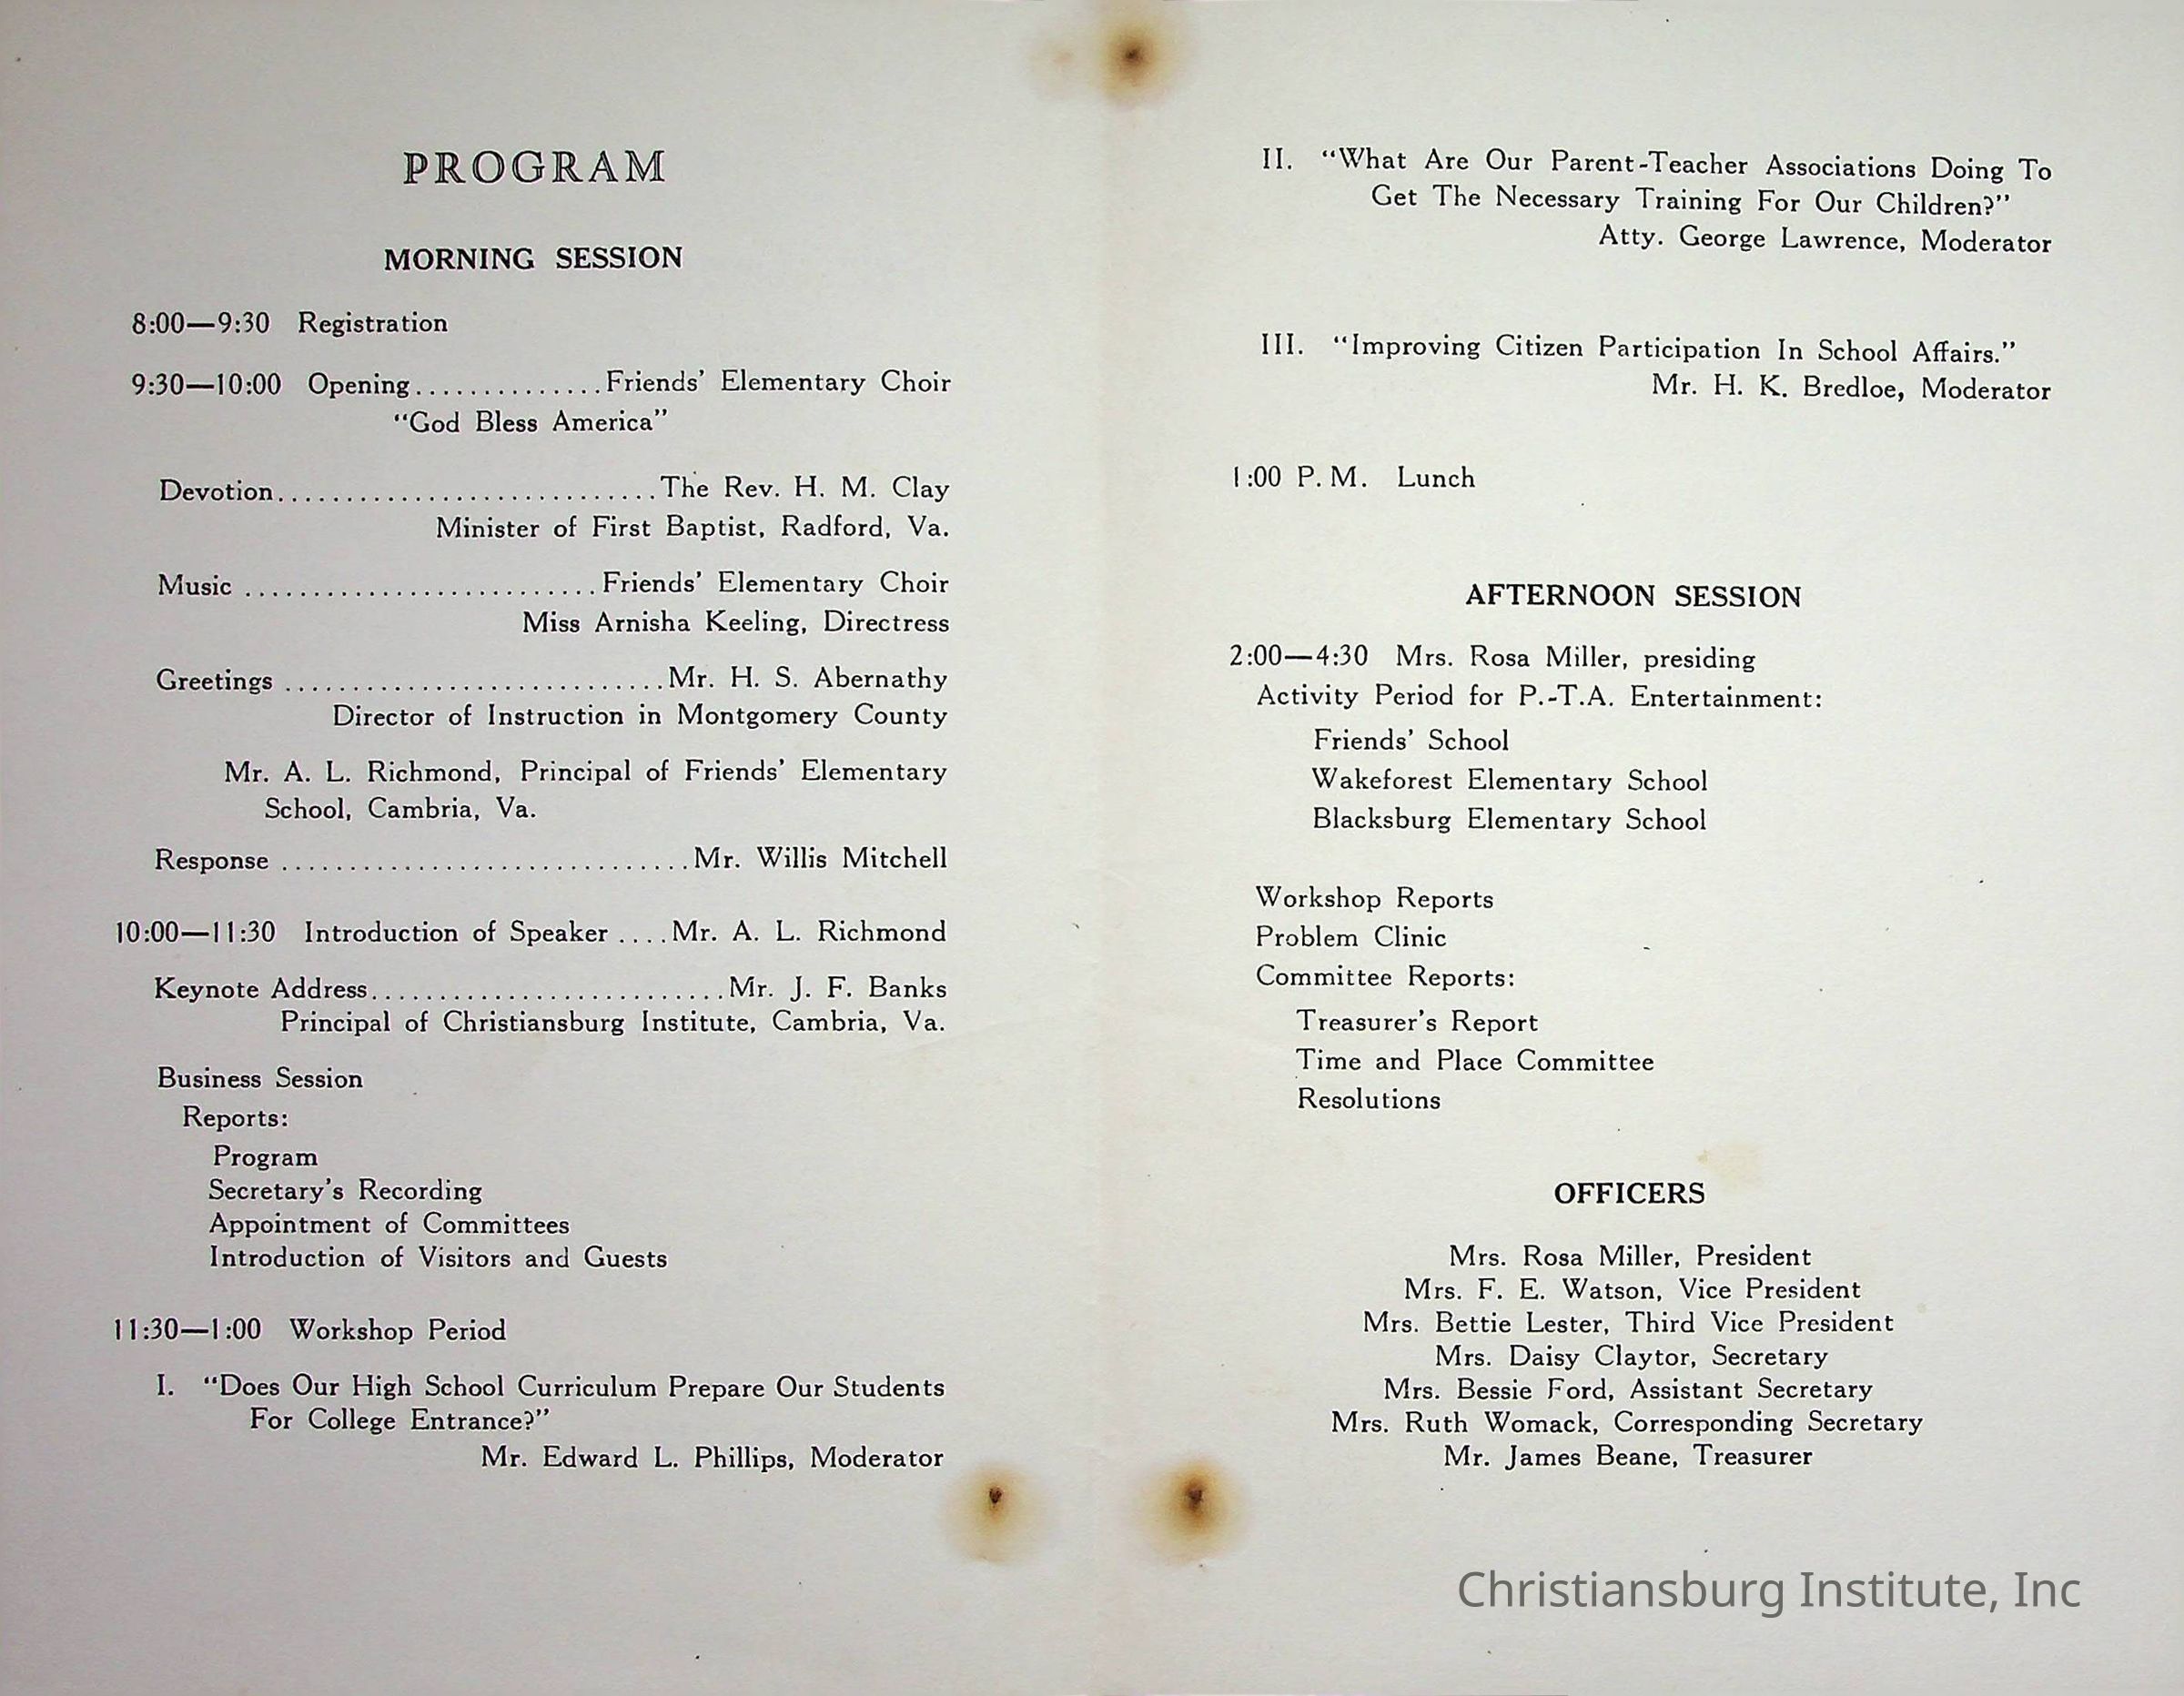 PROGRAM
MORNING SESSION
8:00—9:30 Registration
9:30—10:00 Opening..............Friends' Elementary Choir
"God Bless America"
Devotion............................The Rev. H. M. Clay
Minister of First Baptist, Radford, Va.
Music ..........................Friends' Elementary Choir
Miss Arnisha Keeling, Directress
Greetings ............................Mr. H. S. Abernathy
Director of Instruction in Montgomery County
Mr. A. L. Richmond, Principal of Friends' Elementary
School, Cambria, Va.
Response ..............................Mr. Willis Mitchell
10:00—11:30 Introduction of Speaker ....Mr. A. L. Richmond
Keynote Address..........................Mr. J. F. Banks
Principal of Christiansburg Institute, Cambria, Va.
Business Session
Reports:
Program
Secretary's Recording
Appointment of Committees
Introduction of Visitors and Guests
11:30—1:00 Workshop Period
I. "Does Our High School Curriculum Prepare Our Students
For College Entrance?"
Mr. Edward L. Phillips, Moderator
II. "What Are Our Parent-Teacher Associations Doing To
Get The Necessary Training For Our Children?"
Atty. George Lawrence, Moderator
III. "Improving Citizen Participation In School Affairs."
Mr. H. K. Bredloe, Moderator
1:00 P. M. Lunch
AFTERNOON SESSION
2:00—4:30 Mrs. Rosa Miller, presiding
Activity Period for P.-T.A. Entertainment:
Friends' School
Wakeforest Elementary School
Blacksburg Elementary School
Workshop Reports
Problem Clinic
Committee Reports:
Treasurer's Report
Time and Place Committee
Resolutions
OFFICERS
Mrs. Rosa Miller, President
Mrs. F. E. Watson, Vice President
Mrs. Bettie Lester, Third Vice President
Mrs. Daisy Claytor, Secretary
Mrs. Bessie Ford, Assistant Secretary
Mrs. Ruth Womack, Corresponding Secretary
Mr. James Beane, Treasurer
Christiansburg Institute, Inc